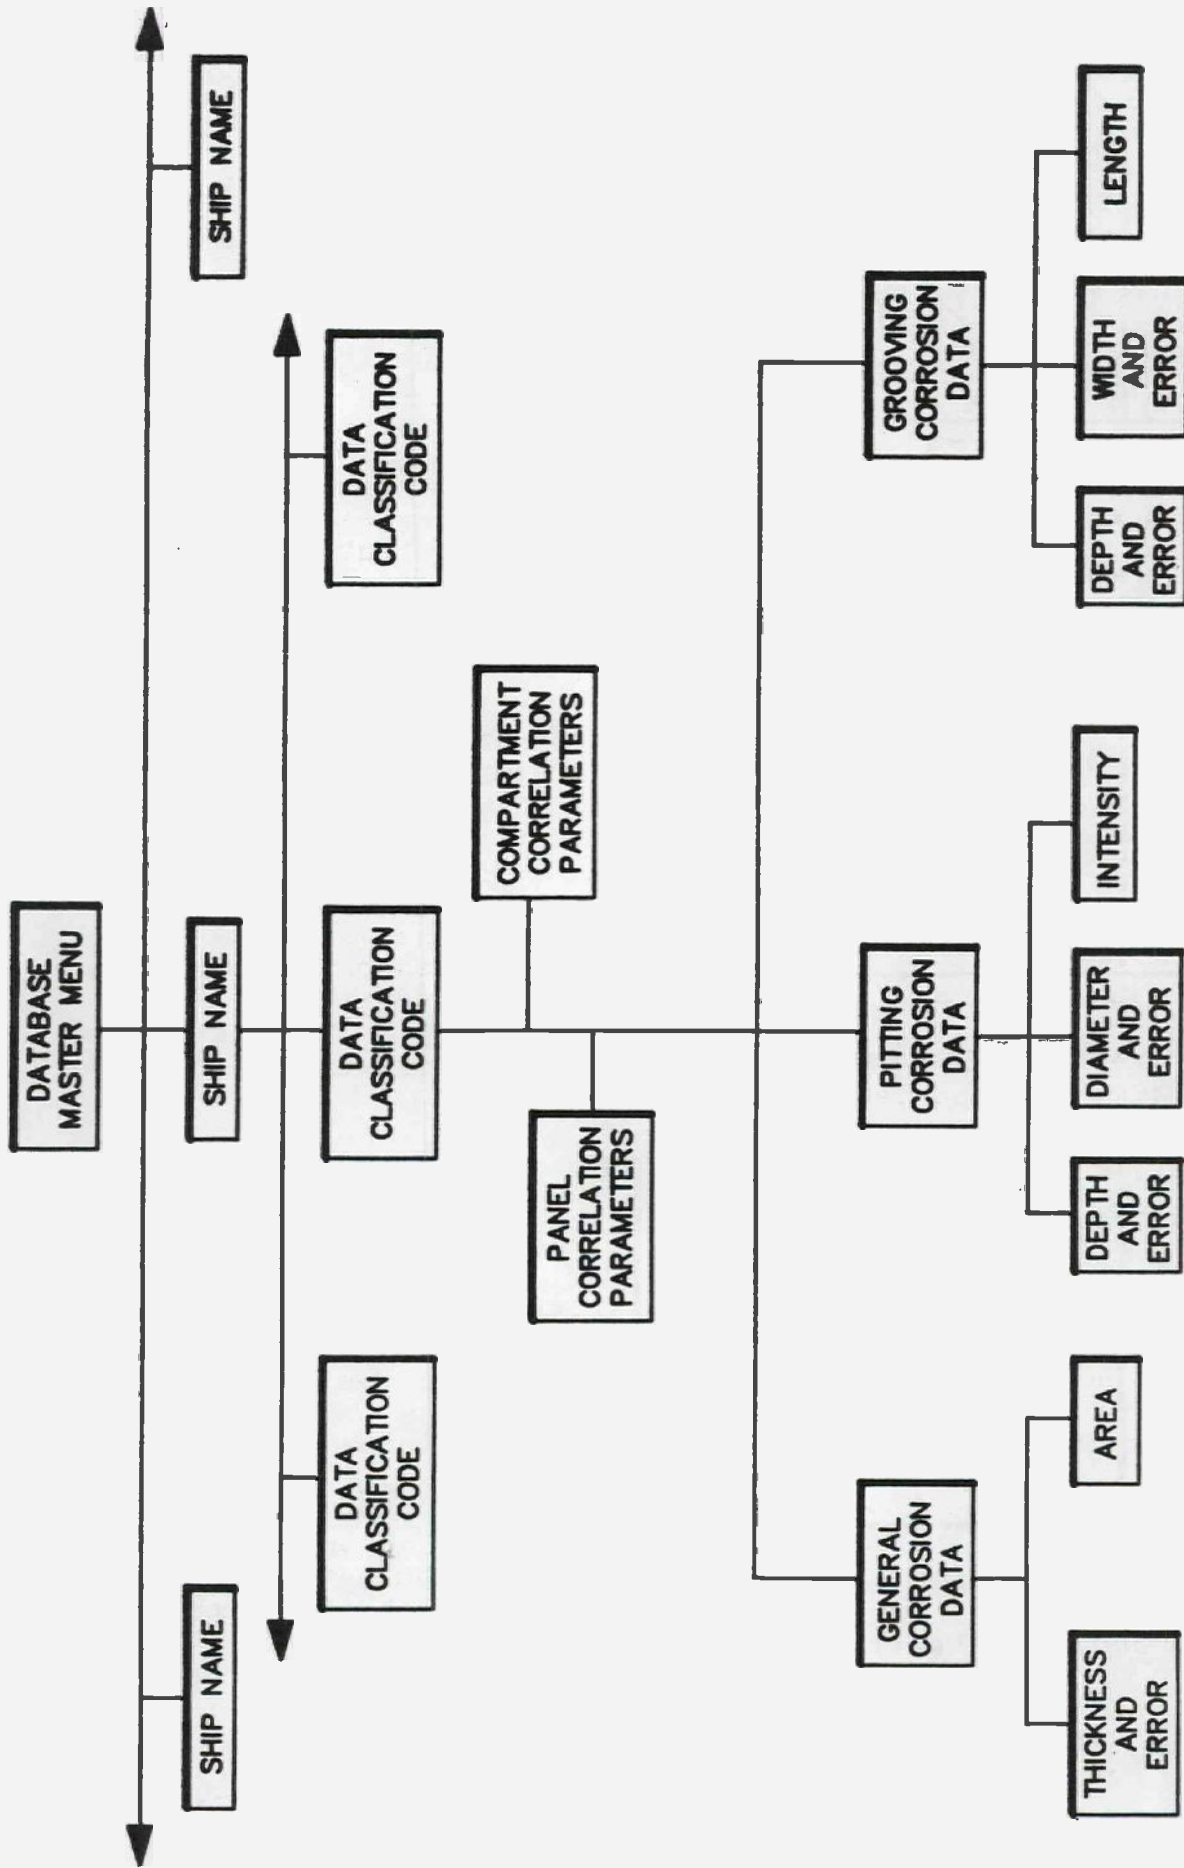 DATABASE
MASTER MENU
SHIP NAME
SHIP NAME
SHIP NAME
DATA
CLASSIFICATION
CODE
DATA
CLASSIFICATION
CODE
DATA
CLASSIFICATION
CODE
COMPARTMENT
CORRELATION
PARAMETERS
PANEL
CORRELATION
PARAMETERS
GENERAL
CORROSION
DATA
PITTING
CORROSION
DATA
GROOVING
CORROSION
DATA
THICKNESS
AND
ERROR
AREA
DEPTH
AND
ERROR
DIAMETER
AND
ERROR
INTENSITY
DEPTH
AND
ERROR
WIDTH
AND
ERROR
LENGTH